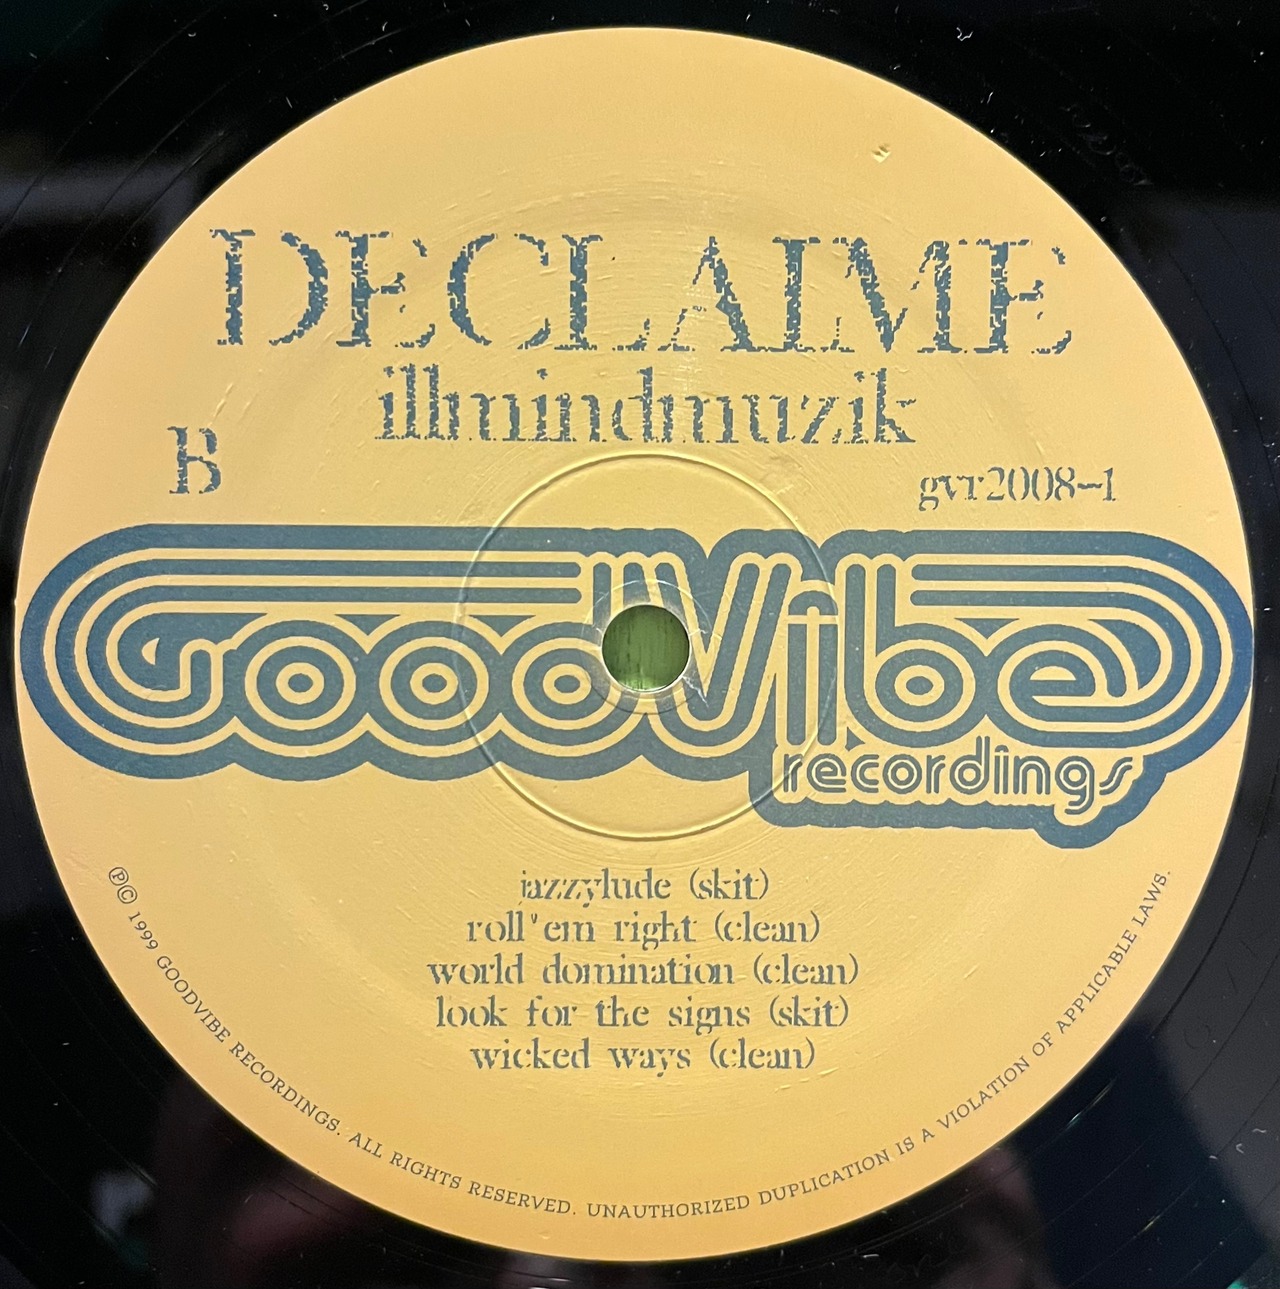 DECLAIME
illmindmuzik
B
gvr2008-1
GoodVibe
recordings
jazzylude (skit)
roll'em right (clean)
world domination (clean)
look for the signs (skit)
wicked ways (clean)
℗© 1999 GOODVIBE RECORDINGS. ALL RIGHTS RESERVED. UNAUTHORIZED DUPLICATION IS A VIOLATION OF APPLICABLE LAWS.